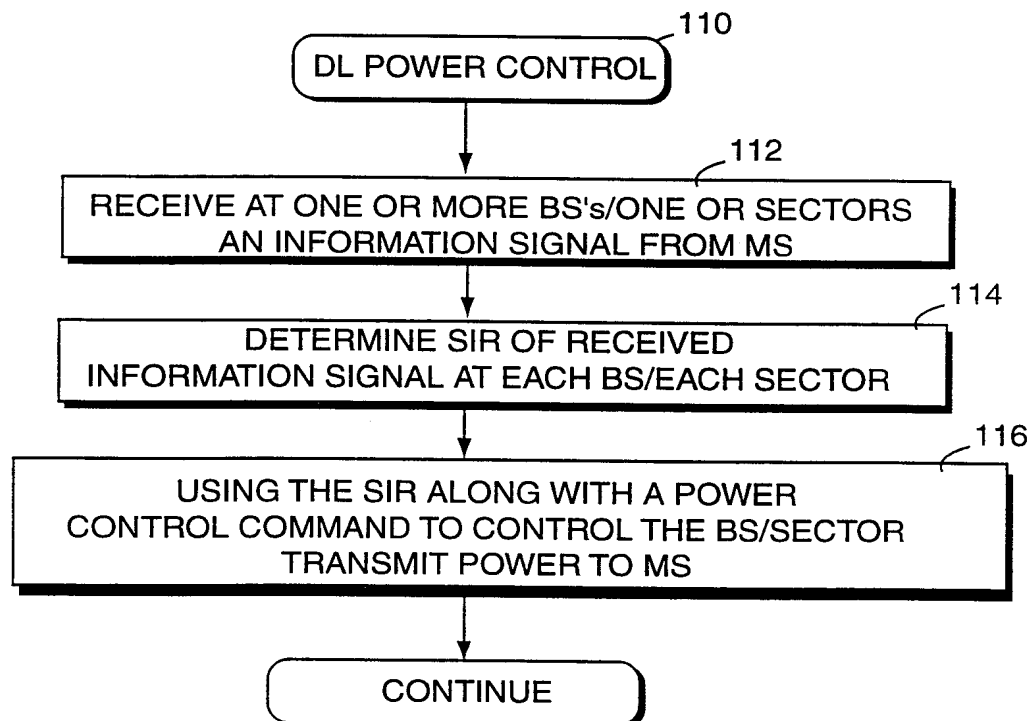 110
DL POWER CONTROL
112
RECEIVE AT ONE OR MORE BS's/ONE OR SECTORS
AN INFORMATION SIGNAL FROM MS
114
DETERMINE SIR OF RECEIVED
INFORMATION SIGNAL AT EACH BS/EACH SECTOR
116
USING THE SIR ALONG WITH A POWER
CONTROL COMMAND TO CONTROL THE BS/SECTOR
TRANSMIT POWER TO MS
CONTINUE